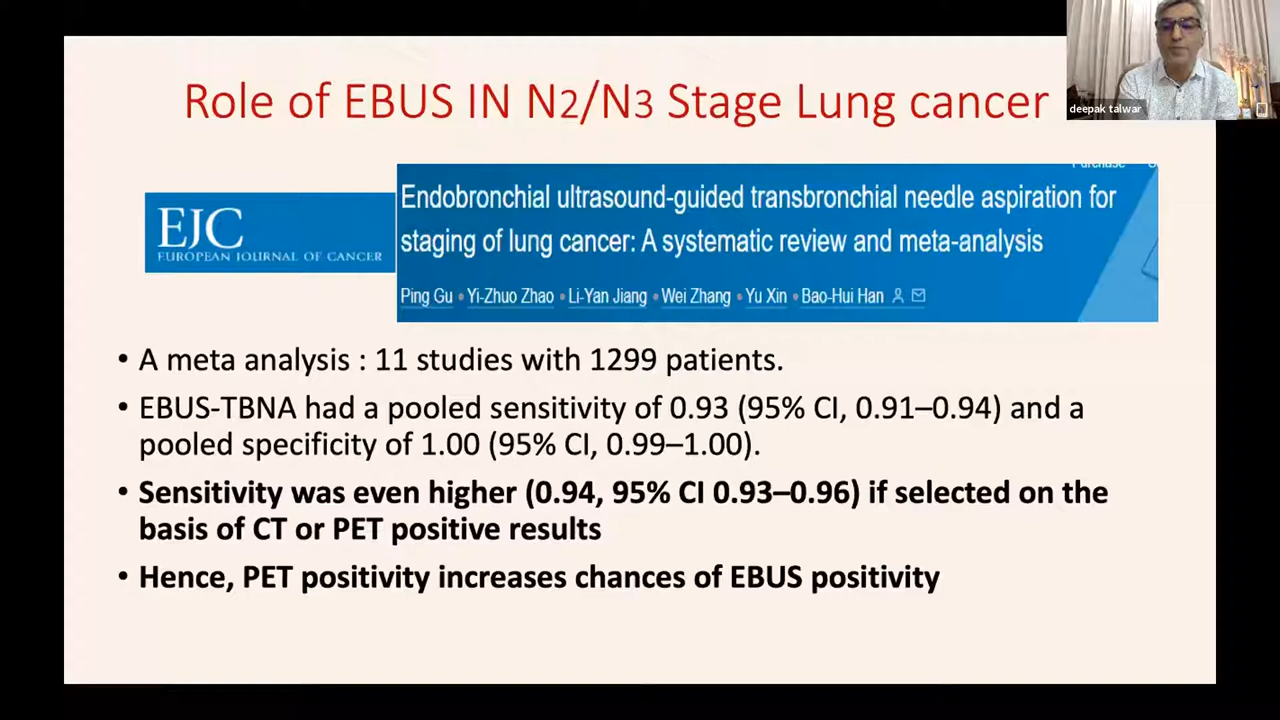 deepak talwar
Role of EBUS IN N2/N3 Stage Lung cancer
Purchase
EJC
EUROPEAN JOURNAL OF CANCER
Endobronchial ultrasound-guided transbronchial needle aspiration for
staging of lung cancer: A systematic review and meta-analysis
Ping Gu • Yi-Zhuo Zhao • Li-Yan Jiang • Wei Zhang • Yu Xin • Bao-Hui Han
• A meta analysis : 11 studies with 1299 patients.
• EBUS-TBNA had a pooled sensitivity of 0.93 (95% CI, 0.91–0.94) and a
pooled specificity of 1.00 (95% CI, 0.99–1.00).
• Sensitivity was even higher (0.94, 95% CI 0.93–0.96) if selected on the
basis of CT or PET positive results
• Hence, PET positivity increases chances of EBUS positivity